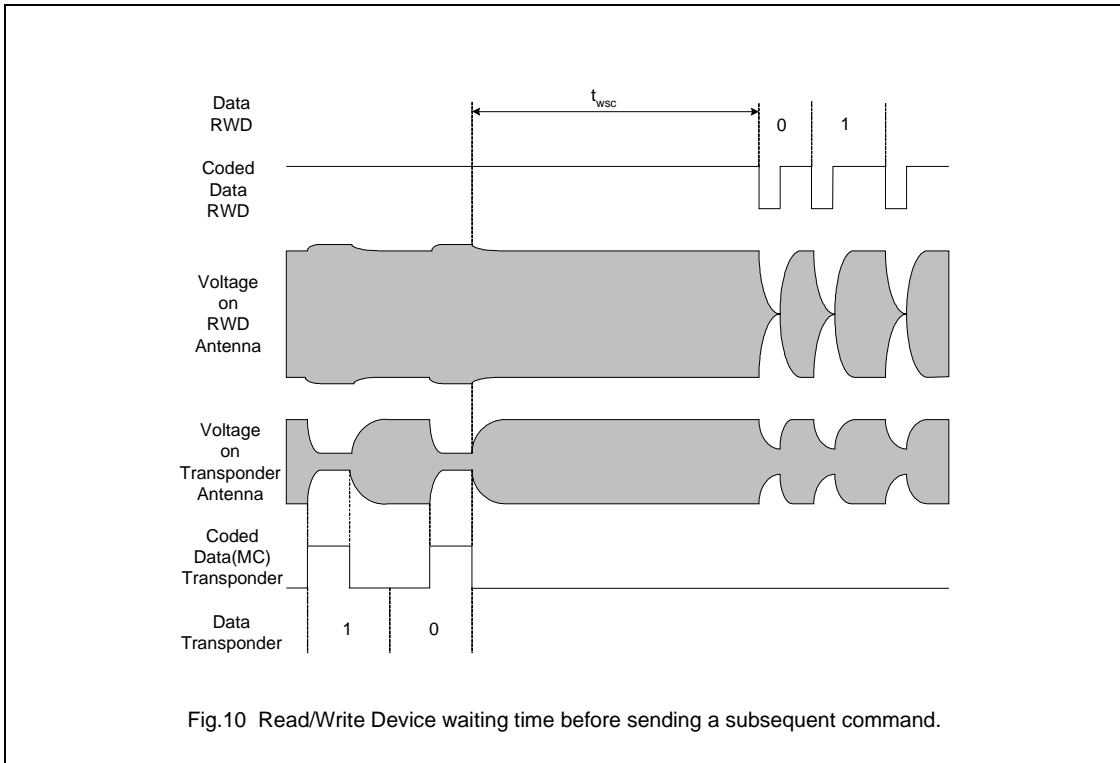 Data
RWD
t_wsc
0 1
Coded
Data
RWD
Voltage
on
RWD
Antenna
Voltage
on
Transponder
Antenna
Coded
Data(MC)
Transponder
Data
Transponder
1 0
Fig.10 Read/Write Device waiting time before sending a subsequent command.